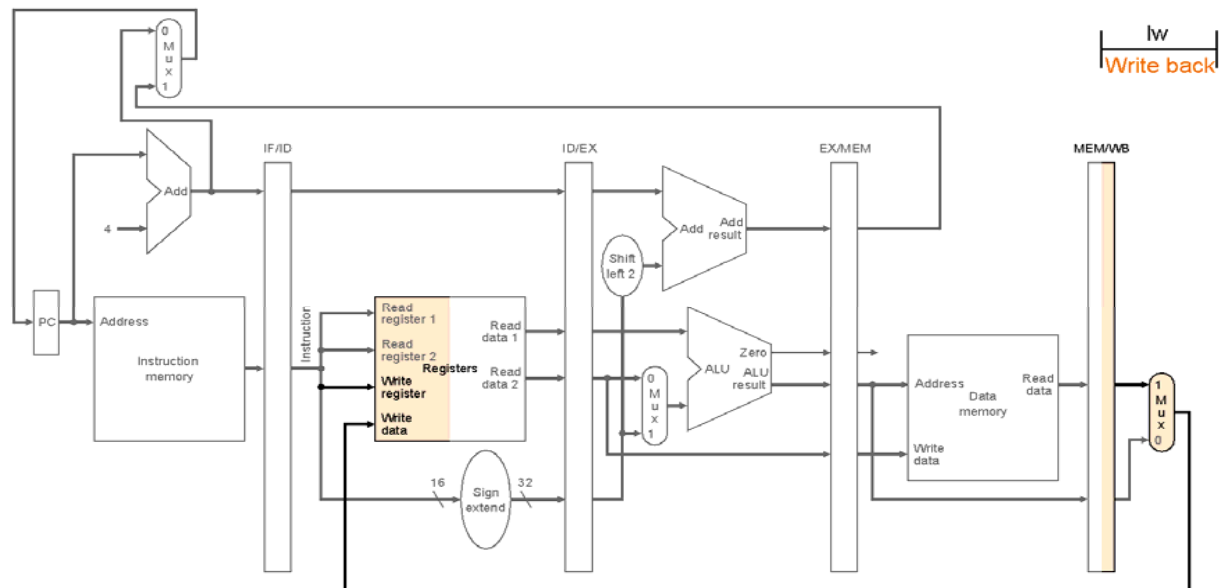 lw
Write back
0
M
u
x
1
IF/ID
ID/EX
EX/MEM
MEM/WB
Add
4
Add
Add
result
Shift
left 2
PC
Address
Instruction
memory
Instruction
Read
register 1
Read
register 2
Registers
Write
register
Write
data
Read
data 1
Read
data 2
0
M
u
x
1
Zero
ALU
ALU
result
Address
Read
data
Data
memory
Write
data
1
M
u
x
0
16
Sign
extend
32